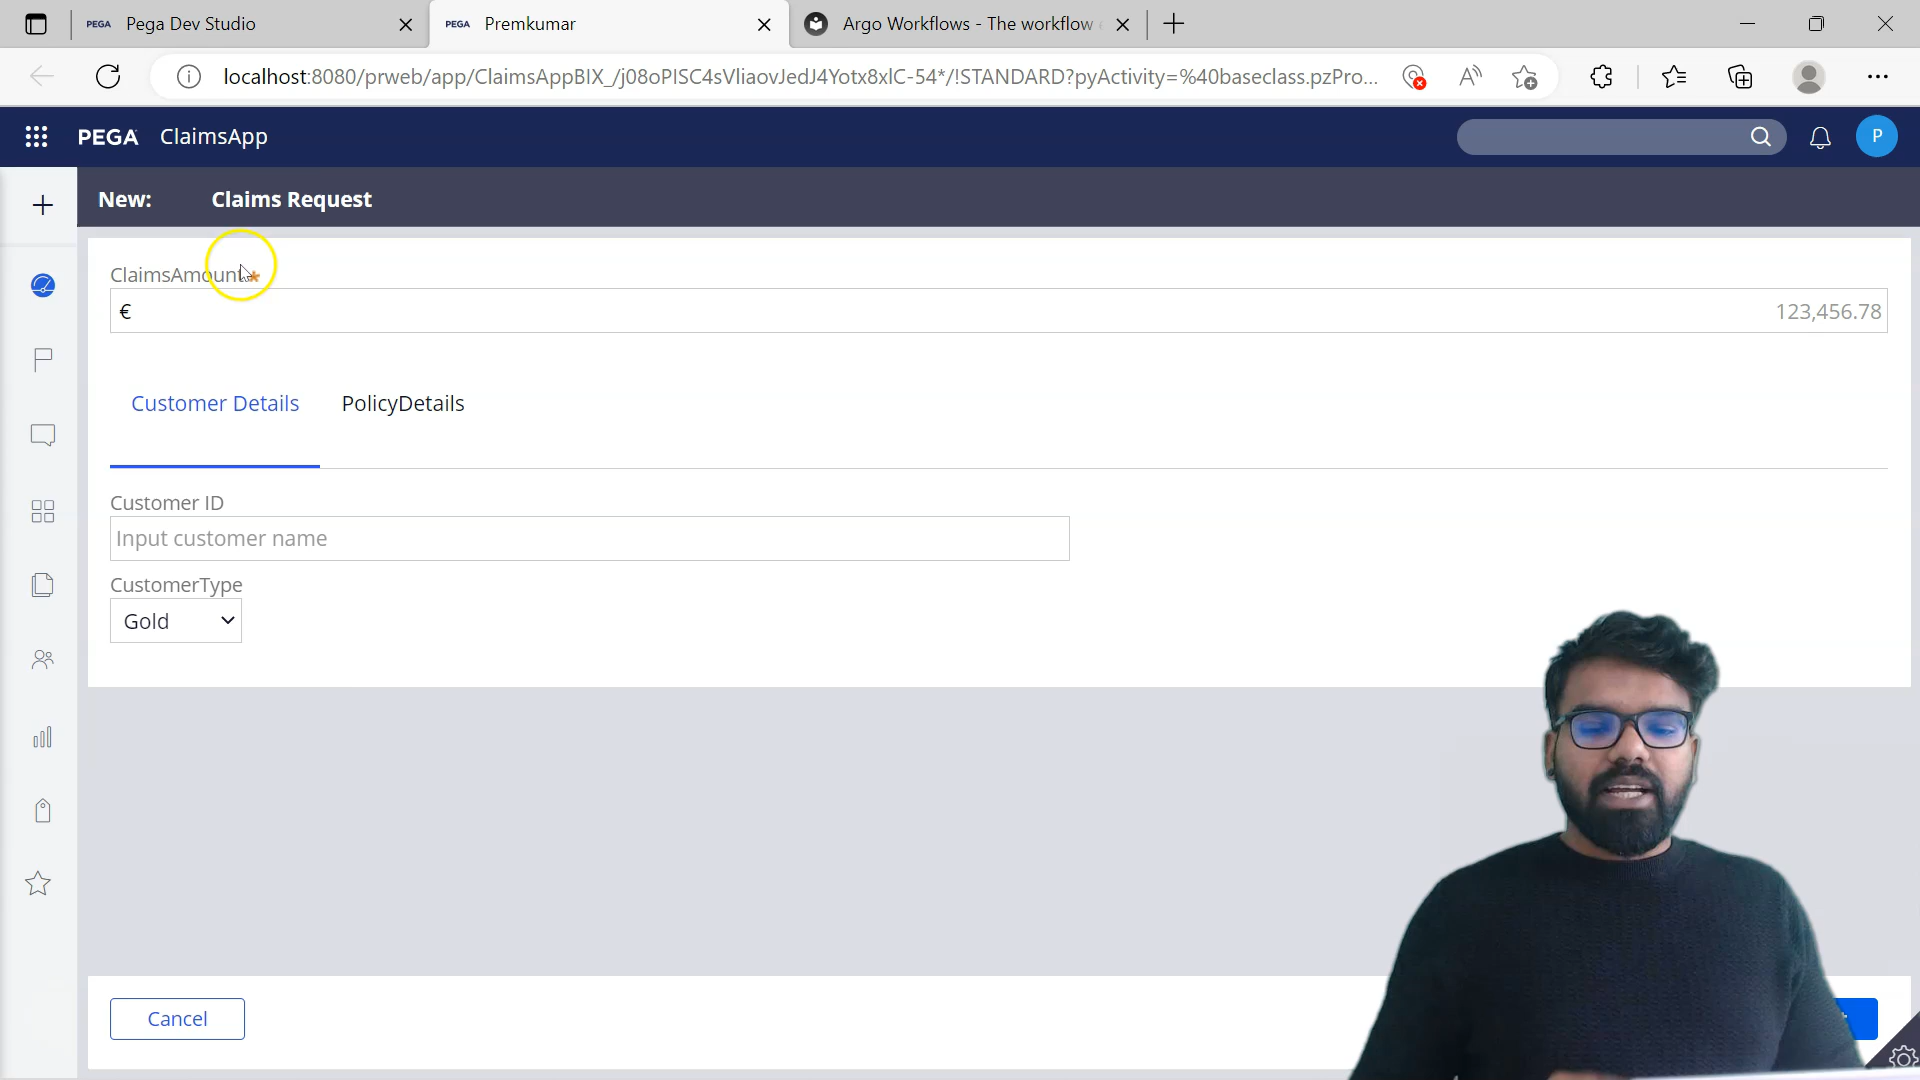 PEGA Pega Dev Studio
PEGA Premkumar
Argo Workflows - The workflow
localhost:8080/prweb/app/ClaimsAppBIX_/j08oPISC4sVliaovJedJ4Yotx8xlC-54*/!STANDARD?pyActivity=%40baseclass.pzPro...
PEGA ClaimsApp
P
New: Claims Request
ClaimsAmount *
€ 123,456.78
Customer Details PolicyDetails
Customer ID
Input customer name
CustomerType
Gold
Cancel